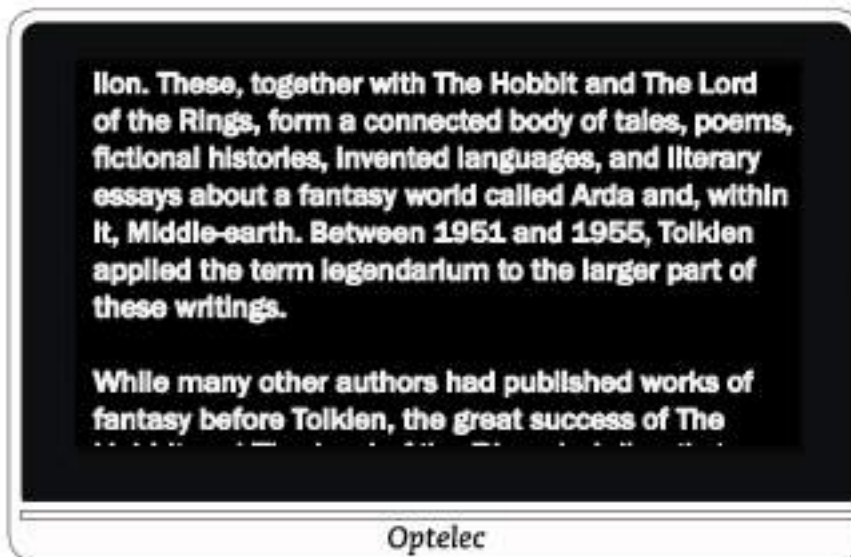 lion. These, together with The Hobbit and The Lord
of the Rings, form a connected body of tales, poems,
fictional histories, invented languages, and literary
essays about a fantasy world called Arda and, within
it, Middle-earth. Between 1951 and 1955, Tolkien
applied the term legendarium to the larger part of
these writings.
While many other authors had published works of
fantasy before Tolkien, the great success of The
Optelec